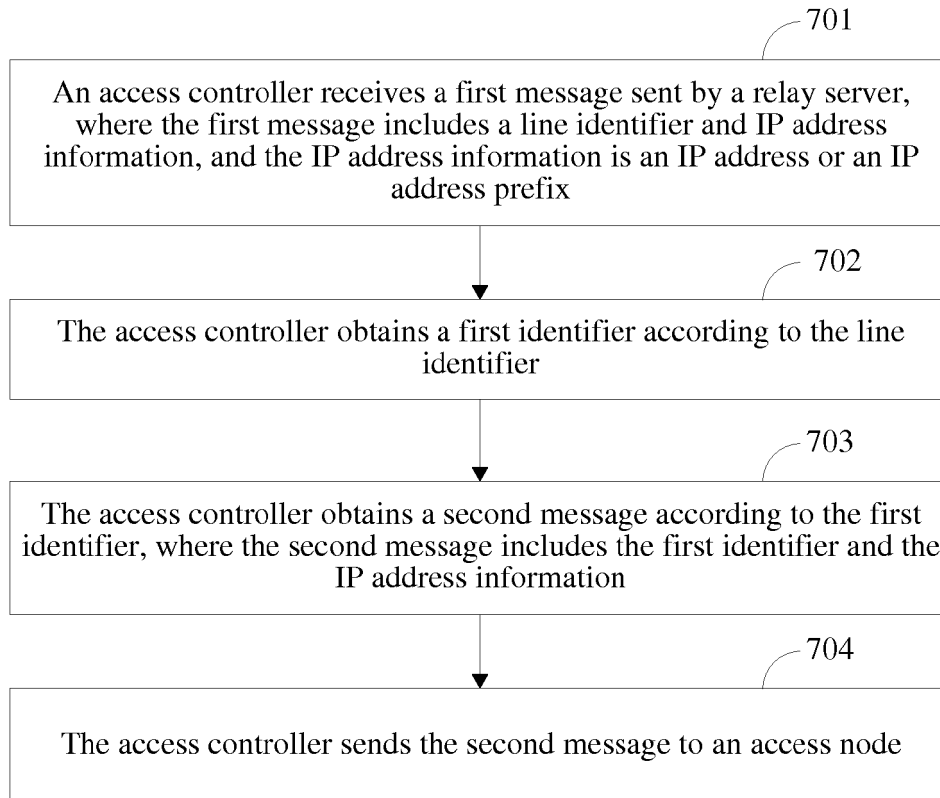 701
An access controller receives a first message sent by a relay server,
where the first message includes a line identifier and IP address
information, and the IP address information is an IP address or an IP
address prefix
702
The access controller obtains a first identifier according to the line
identifier
703
The access controller obtains a second message according to the first
identifier, where the second message includes the first identifier and the
IP address information
704
The access controller sends the second message to an access node